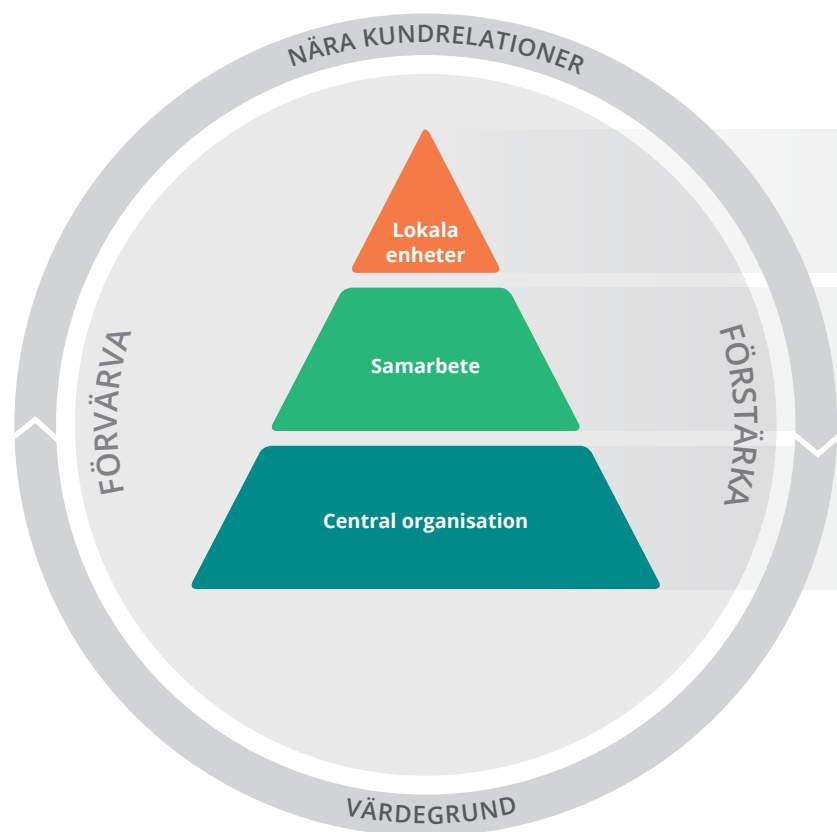 NÄRA KUNDRELATIONER
Lokala
enheter
FÖRVÄRVA
FÖRSTÄRKA
Samarbete
Central organisation
VÄRDEGRUND